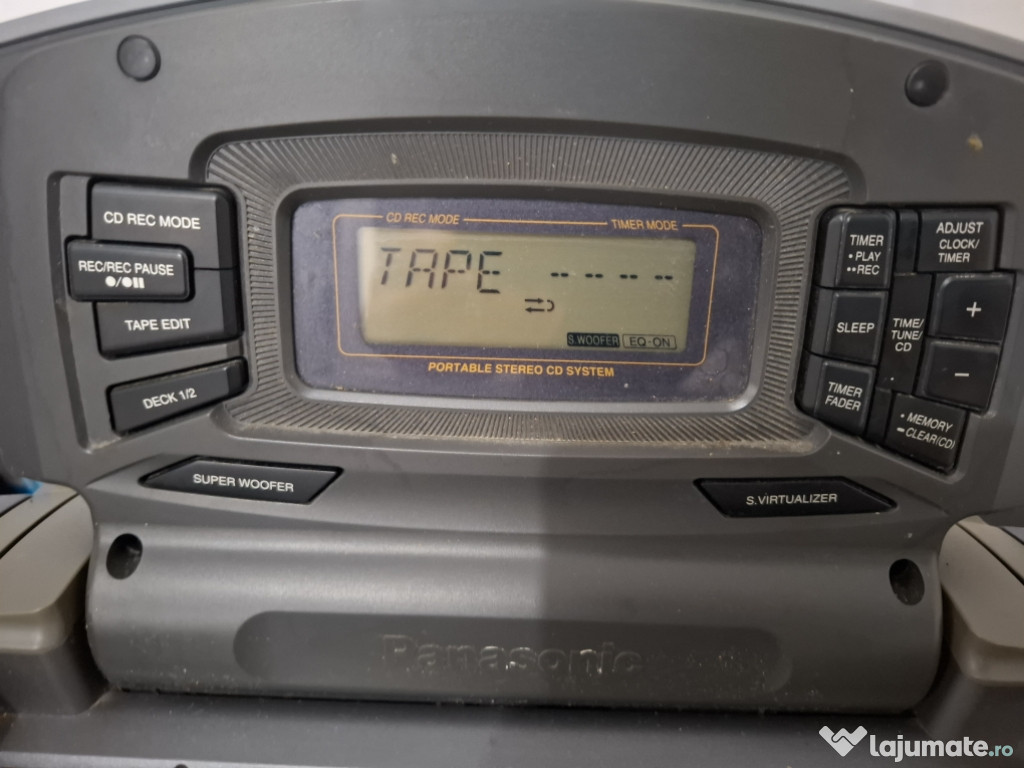 CD REC MODE
REC/REC PAUSE
●/●❚❚
TAPE EDIT
DECK 1/2
CD REC MODE
TIMER MODE
TAPE ----
S.WOOFER
EQ-ON
PORTABLE STEREO CD SYSTEM
TIMER
• PLAY
•• REC
SLEEP
TIMER
FADER
TIME/
TUNE/
CD
ADJUST
CLOCK/
TIMER
+
−
• MEMORY
━ CLEAR(CD)
SUPER WOOFER
S.VIRTUALIZER
Panasonic
lajumate.ro